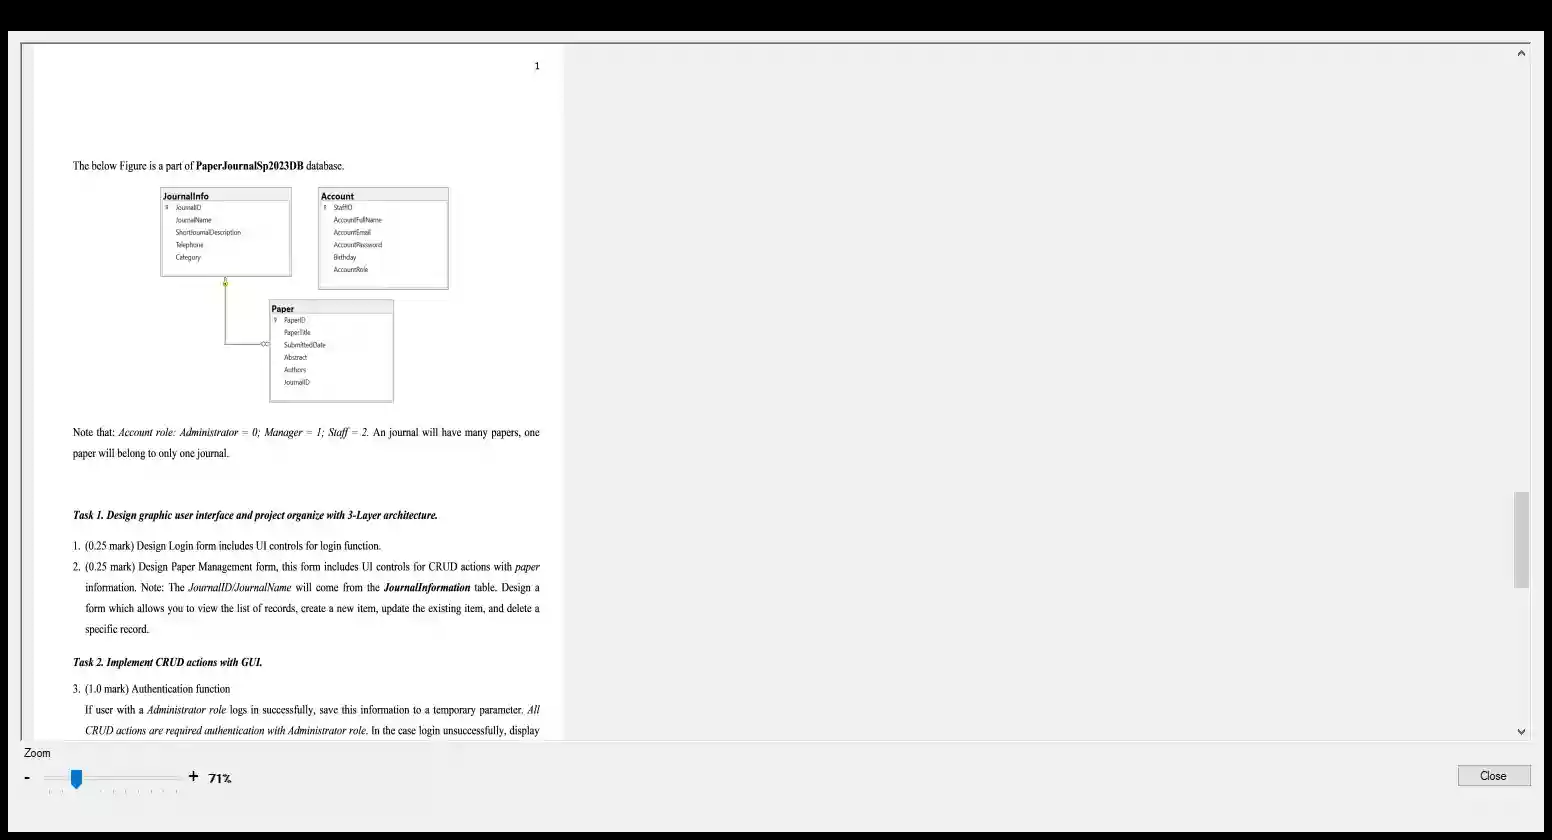 1
The below Figure is a part of PaperJournalSp2023DB database.
JournalInfo
JournalID
JournalName
ShortJournalDescription
Telephone
Category
Account
StaffID
AccountFullName
AccountEmail
AccountPassword
Birthday
AccountRole
Paper
PaperID
PaperTitle
SubmittedDate
Abstract
Authors
JournalID
Note that: Account role: Administrator = 0; Manager = 1; Staff = 2. An journal will have many papers, one
paper will belong to only one journal.
Task 1. Design graphic user interface and project organize with 3-Layer architecture.
1. (0.25 mark) Design Login form includes UI controls for login function.
2. (0.25 mark) Design Paper Management form, this form includes UI controls for CRUD actions with paper
information. Note: The JournalID/JournalName will come from the JournalInformation table. Design a
form which allows you to view the list of records, create a new item, update the existing item, and delete a
specific record.
Task 2. Implement CRUD actions with GUI.
3. (1.0 mark) Authentication function
If user with a Administrator role logs in successfully, save this information to a temporary parameter. All
CRUD actions are required authentication with Administrator role. In the case login unsuccessfully, display
Zoom
- + 71%
Close